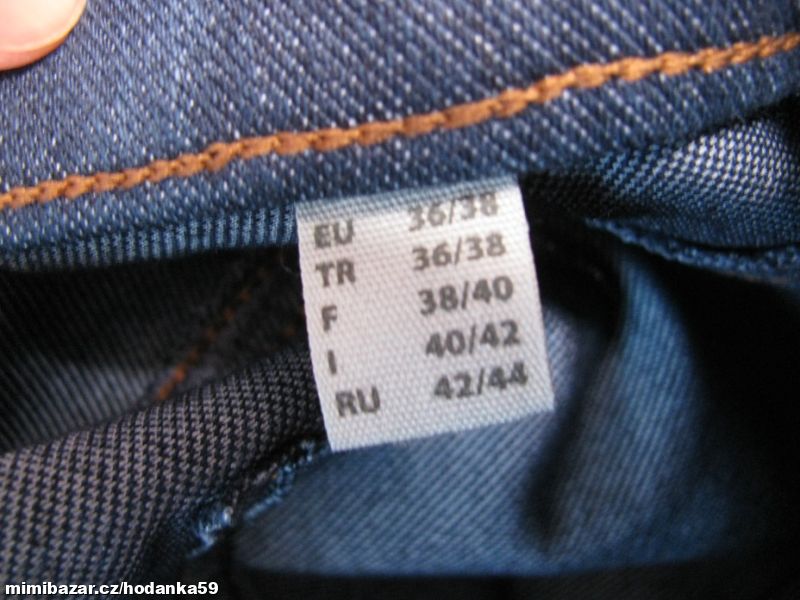 EU 36/38
TR 36/38
F 38/40
I 40/42
RU 42/44
mimibazar.cz/hodanka59